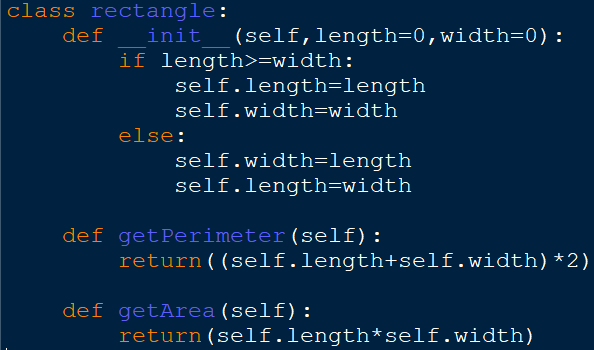 class rectangle:
    def __init__(self,length=0,width=0):
        if length>=width:
            self.length=length
            self.width=width
        else:
            self.width=length
            self.length=width

    def getPerimeter(self):
        return((self.length+self.width)*2)

    def getArea(self):
        return(self.length*self.width)